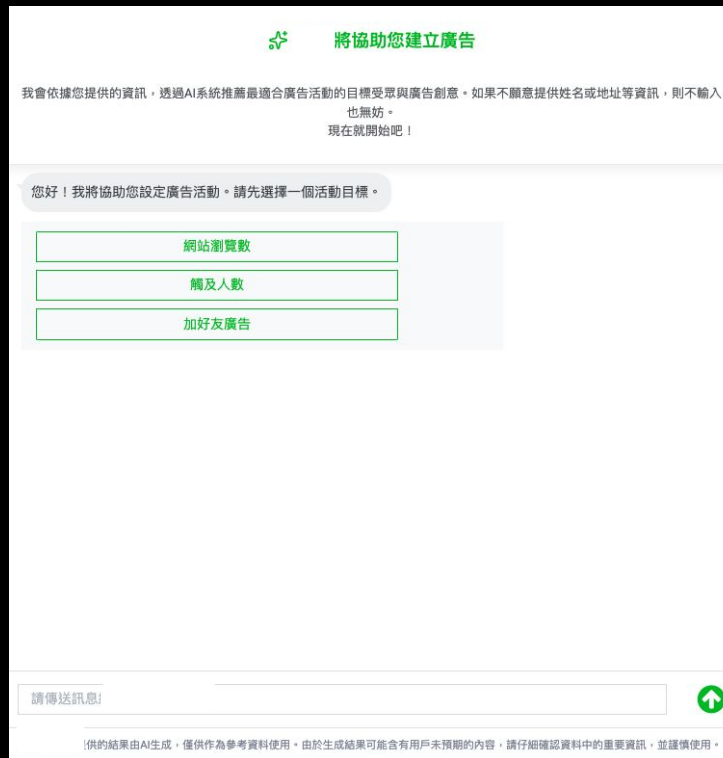 將協助您建立廣告
我會依據您提供的資訊，透過AI系統推薦最適合廣告活動的目標受眾與廣告創意。如果不願意提供姓名或地址等資訊，則不輸入
也無妨。
現在就開始吧！
您好！我將協助您設定廣告活動。請先選擇一個活動目標。
網站瀏覽數
觸及人數
加好友廣告
請傳送訊息
供的結果由AI生成，僅供作為參考資料使用。由於生成結果可能含有用戶未預期的內容，請仔細確認資料中的重要資訊，並謹慎使用。